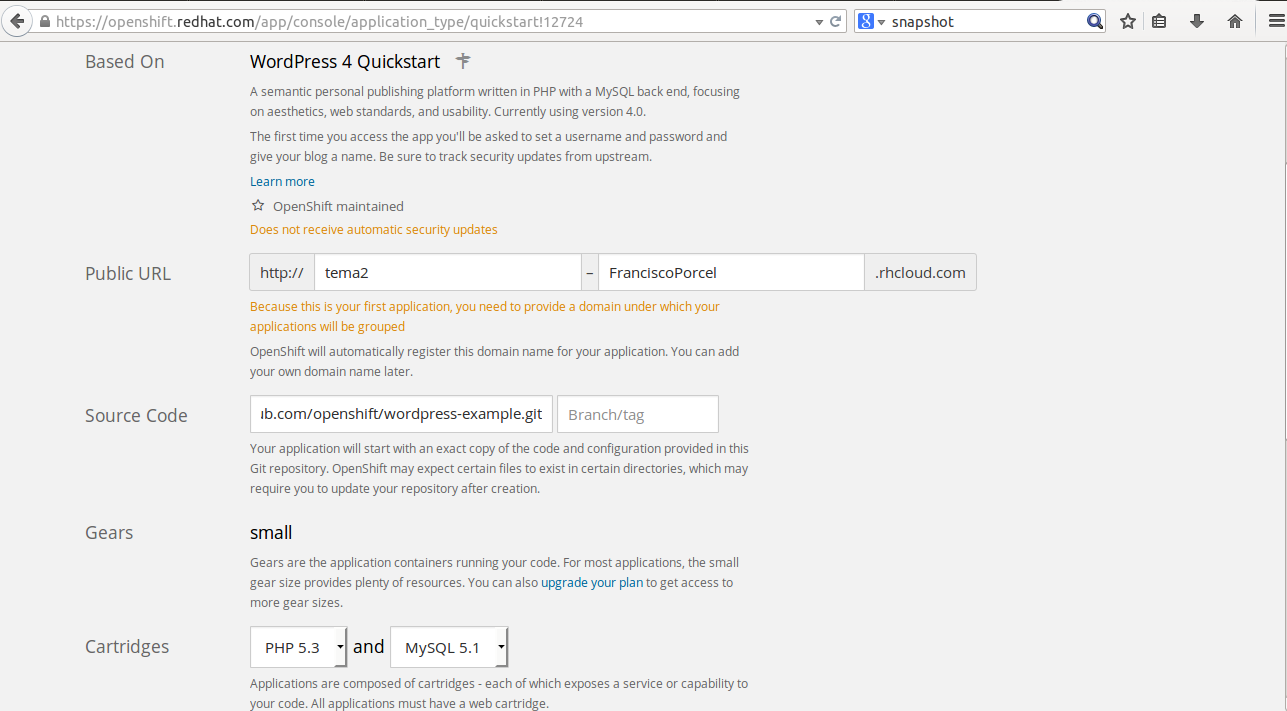 https://openshift.redhat.com/app/console/application_type/quickstart!12724
8 snapshot
Based On WordPress 4 Quickstart
A semantic personal publishing platform written in PHP with a MySQL back end, focusing
on aesthetics, web standards, and usability. Currently using version 4.0.
The first time you access the app you'll be asked to set a username and password and
give your blog a name. Be sure to track security updates from upstream.
Learn more
OpenShift maintained
Does not receive automatic security updates
Public URL http:// tema2 – FranciscoPorcel .rhcloud.com
Because this is your first application, you need to provide a domain under which your
applications will be grouped
OpenShift will automatically register this domain name for your application. You can add
your own domain name later.
Source Code ub.com/openshift/wordpress-example.git Branch/tag
Your application will start with an exact copy of the code and configuration provided in this
Git repository. OpenShift may expect certain files to exist in certain directories, which may
require you to update your repository after creation.
Gears small
Gears are the application containers running your code. For most applications, the small
gear size provides plenty of resources. You can also upgrade your plan to get access to
more gear sizes.
Cartridges PHP 5.3 and MySQL 5.1
Applications are composed of cartridges - each of which exposes a service or capability to
your code. All applications must have a web cartridge.